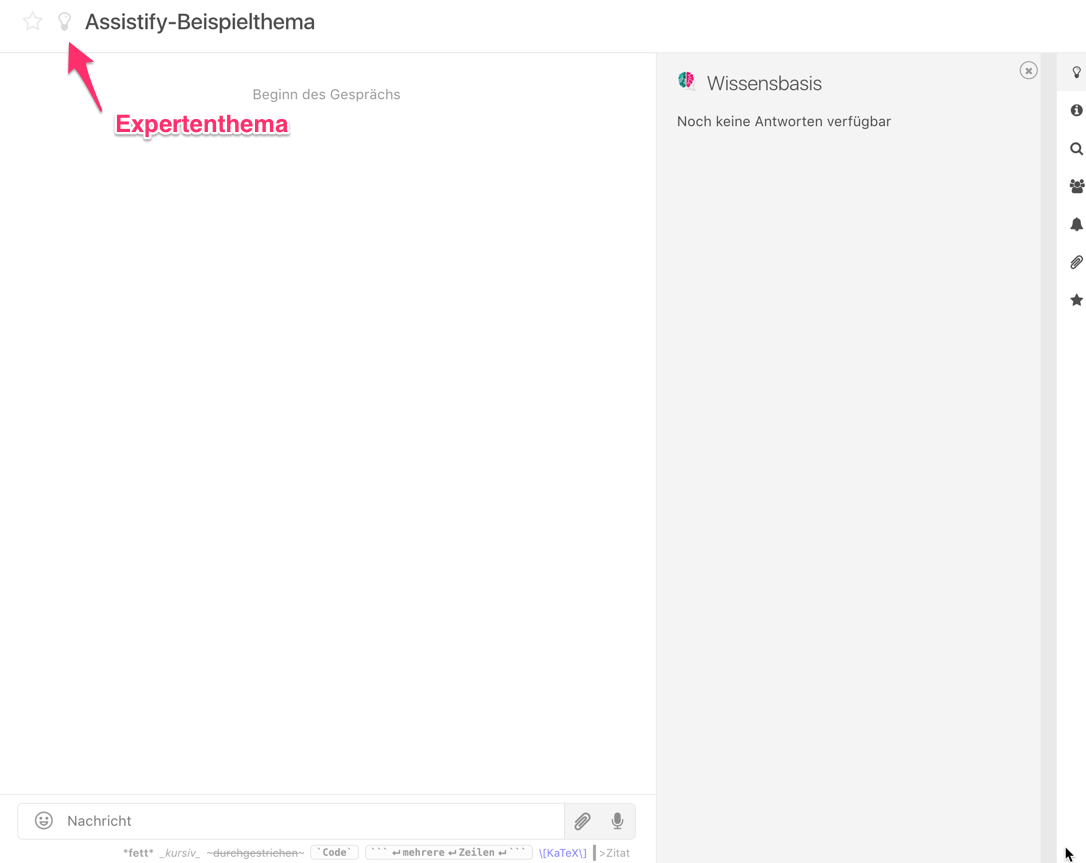 Assistify-Beispielthema
Expertenthema
Beginn des Gesprächs
Wissensbasis
Noch keine Antworten verfügbar
Nachricht
*fett* _kursiv_ ~durchgestrichen~ `Code` ```↵mehrere↵Zeilen↵``` \[KaTeX\] >Zitat